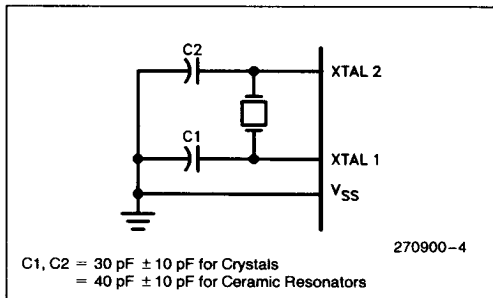 C2
XTAL 2
C1
XTAL 1
VSS
270900-4
C1, C2 = 30 pF ±10 pF for Crystals
= 40 pF ±10 pF for Ceramic Resonators